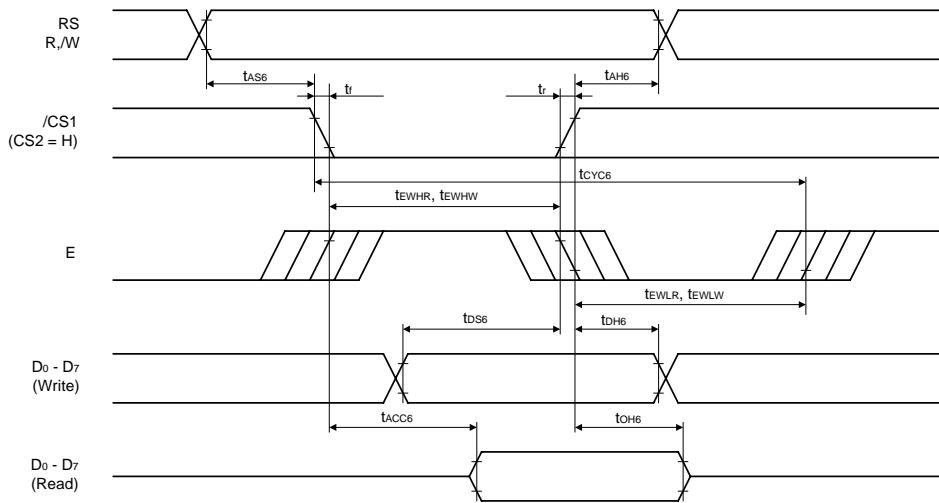 RS
R,/W
tAS6
tAH6
tf
tr
/CS1
(CS2 = H)
tCYC6
tEWHR, tEWHW
E
tEWLR, tEWLW
tDS6
tDH6
D0 - D7
(Write)
tACC6
tOH6
D0 - D7
(Read)